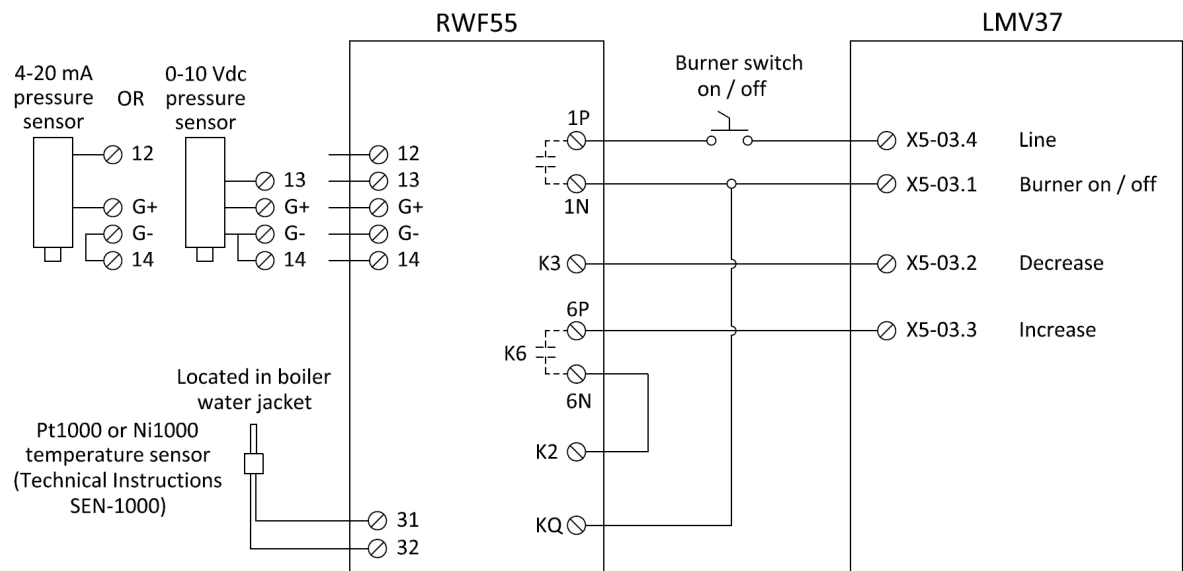 RWF55
LMV37
4-20 mA
pressure
sensor
OR
0-10 Vdc
pressure
sensor
12
G+
G-
14
13
G+
G-
14
12
13
G+
G-
14
Burner switch
on / off
1P
1N
K3
6P
K6
6N
K2
KQ
X5-03.4 Line
X5-03.1 Burner on / off
X5-03.2 Decrease
X5-03.3 Increase
Located in boiler
water jacket
Pt1000 or Ni1000
temperature sensor
(Technical Instructions
SEN-1000)
31
32